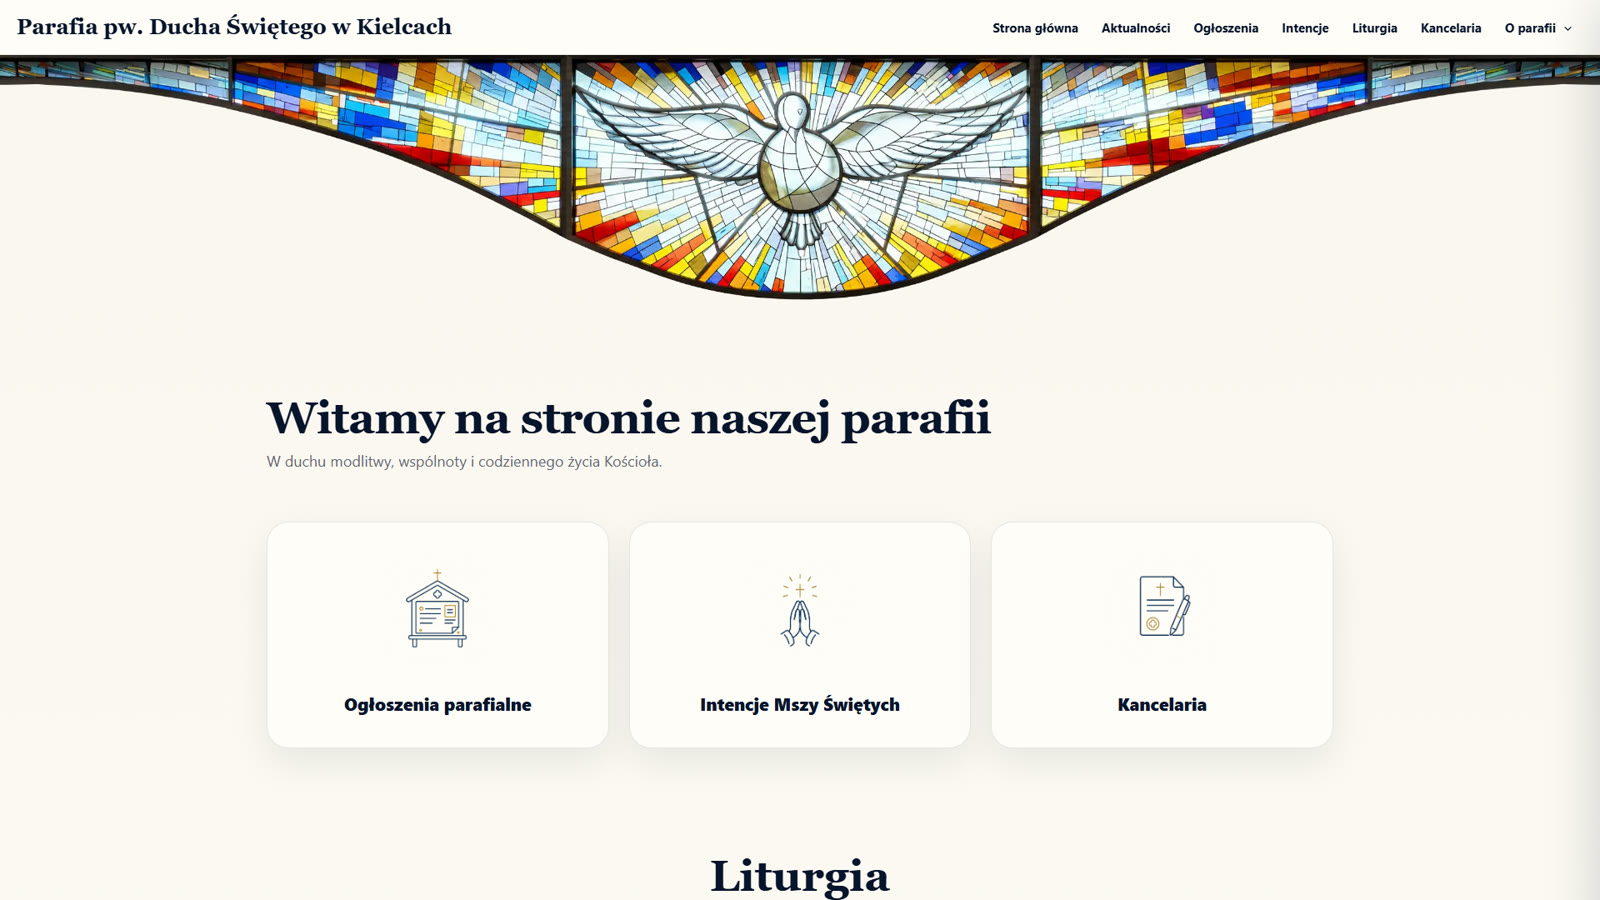 Parafia pw. Ducha Świętego w Kielcach
Strona główna Aktualności Ogłoszenia Intencje Liturgia Kancelaria O parafii
Witamy na stronie naszej parafii
W duchu modlitwy, wspólnoty i codziennego życia Kościoła.
Ogłoszenia parafialne
Intencje Mszy Świętych
Kancelaria
Liturgia